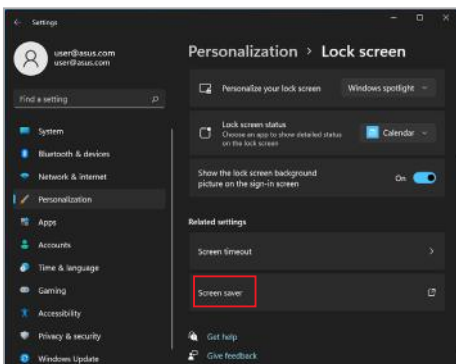 Settings
user@asus.com
user@asus.com
Find a setting
System
Bluetooth & devices
Network & internet
Personalization
Apps
Accounts
Time & language
Gaming
Accessibility
Privacy & security
Windows Update
Personalization > Lock screen
Personalize your lock screen
Windows spotlight
Lock screen status
Choose an app to show detailed status
on the lock screen
Calendar
Show the lock screen background
picture on the sign-in screen
On
Related settings
Screen timeout
Screen saver
Get help
Give feedback